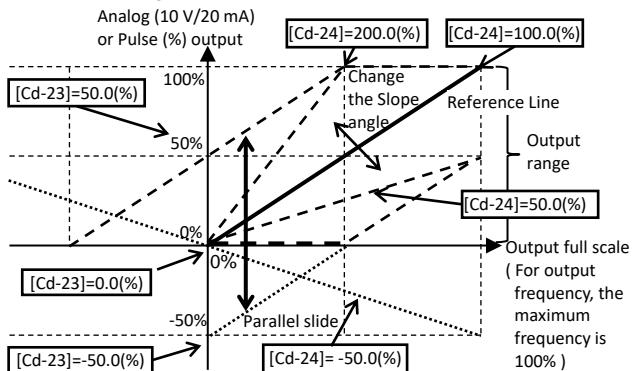 Analog (10 V/20 mA)
or Pulse (%) output
[Cd-24]=200.0(%)
[Cd-24]=100.0(%)
100%
Change
the Slope
angle
[Cd-23]=50.0(%)
Reference Line
Output
range
50%
[Cd-24]=50.0(%)
0%
0%
Output full scale
( For output
frequency, the
maximum
frequency is
100% )
[Cd-23]=0.0(%)
-50%
Parallel slide
[Cd-23]=-50.0(%)
[Cd-24]= -50.0(%)